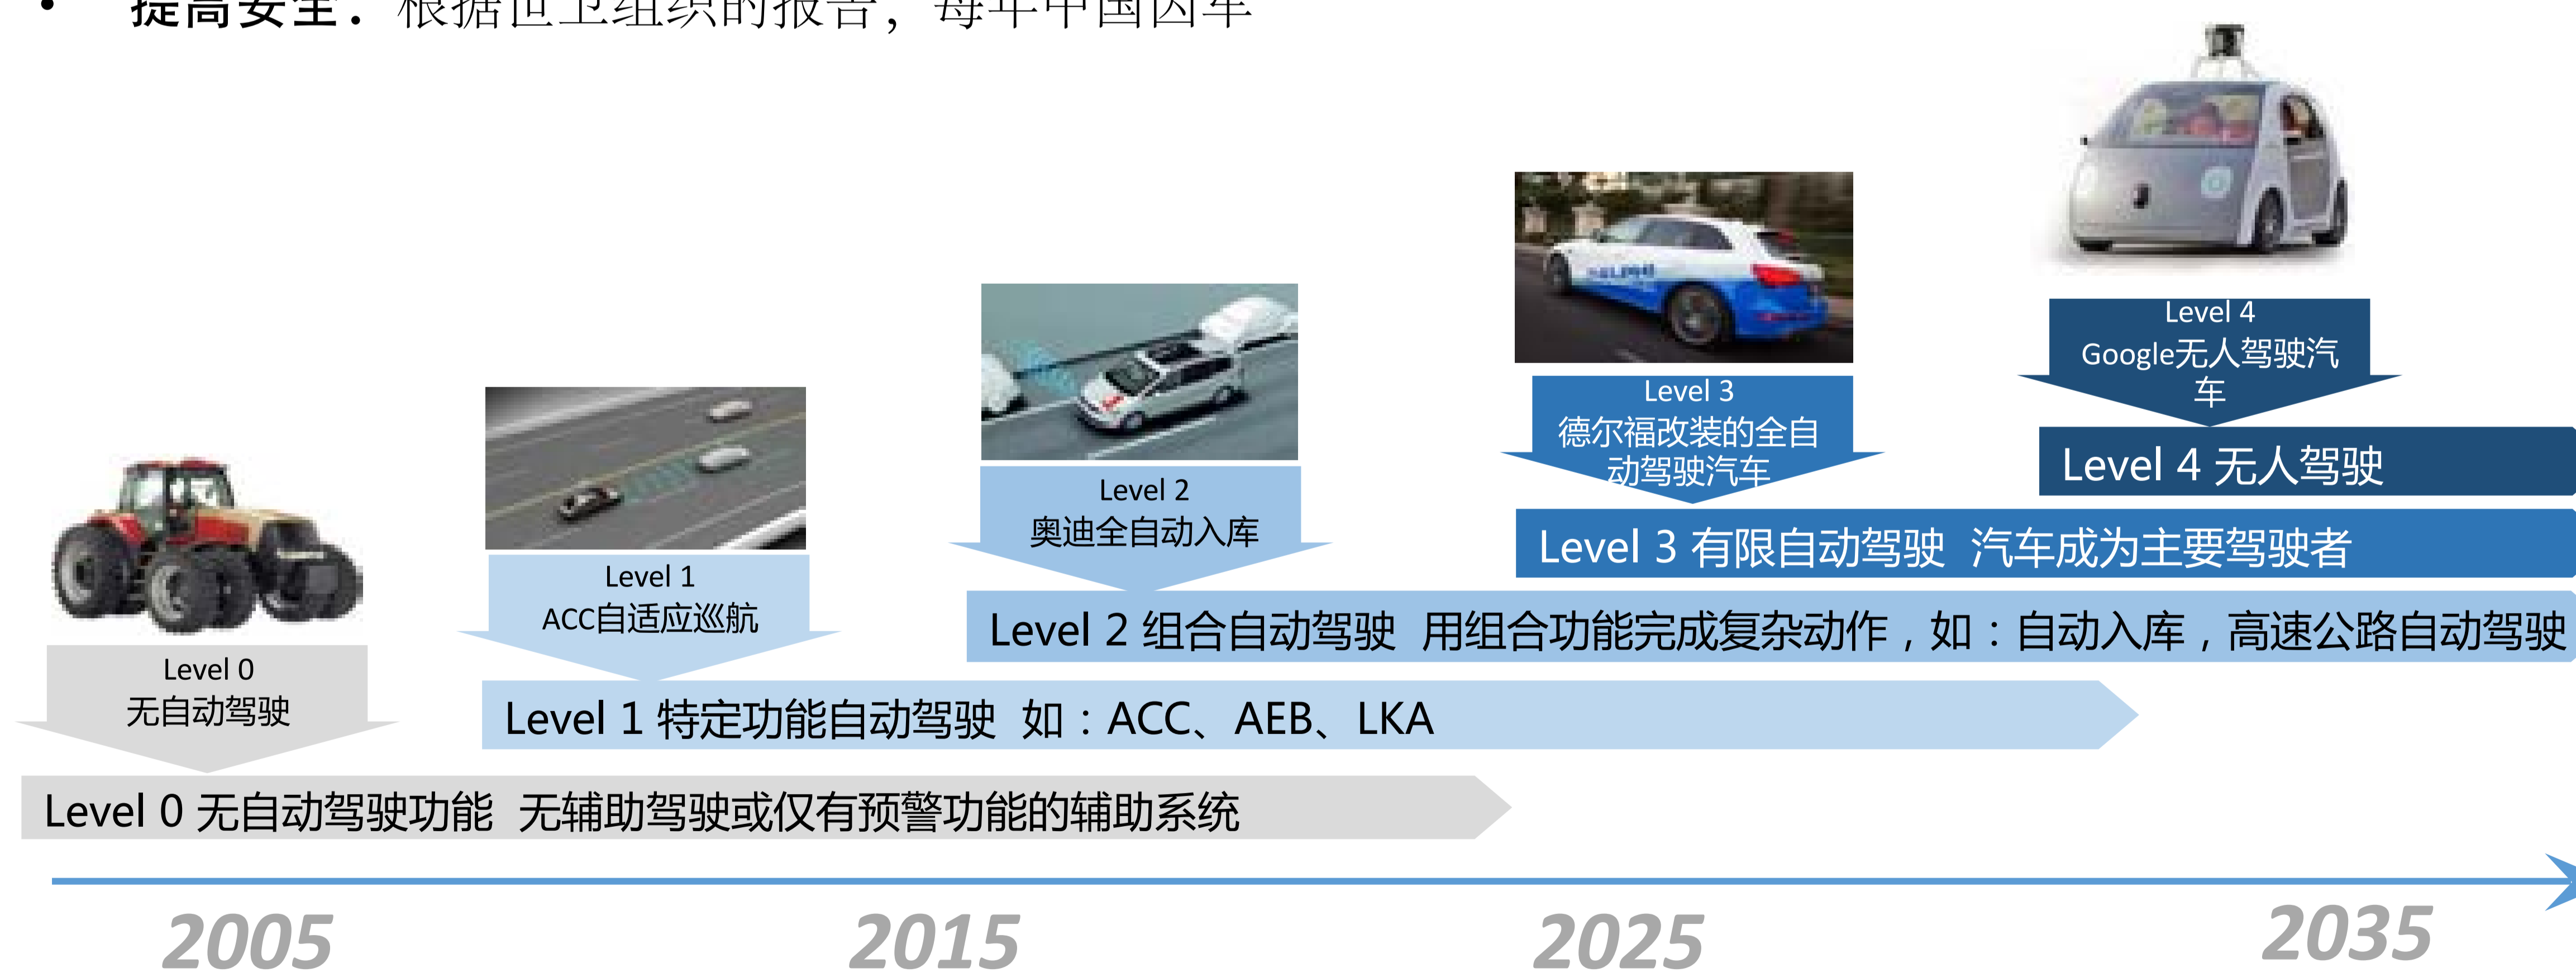 • 提高安全：根据世卫组织的报告，每年中国因车
Level 4
Google无人驾驶汽
车
Level 4 无人驾驶
Level 3
德尔福改装的全自
动驾驶汽车
Level 3 有限自动驾驶 汽车成为主要驾驶者
Level 2
奥迪全自动入库
Level 2 组合自动驾驶 用组合功能完成复杂动作，如：自动入库，高速公路自动驾驶
Level 1
ACC自适应巡航
Level 1 特定功能自动驾驶 如：ACC、AEB、LKA
Level 0
无自动驾驶
Level 0 无自动驾驶功能 无辅助驾驶或仅有预警功能的辅助系统
2005
2015
2025
2035